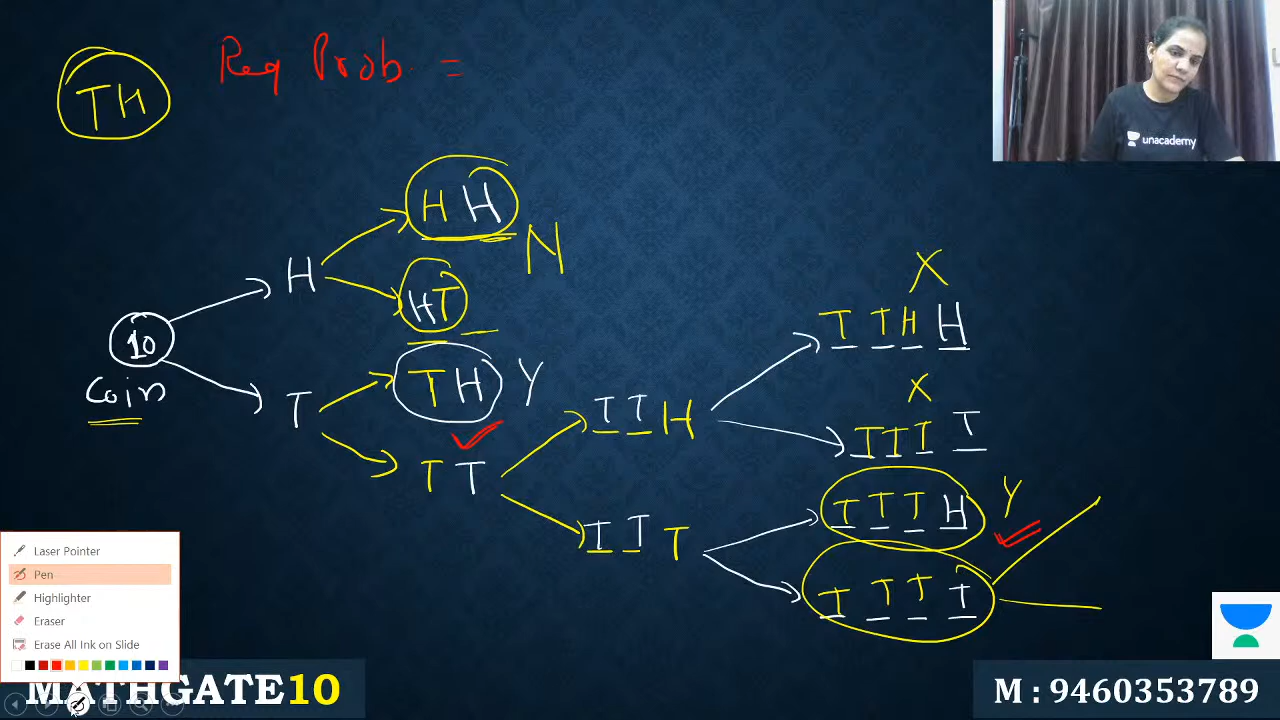 TH
Req Prob =
unacademy
HH
N
HT
H
10
Coin
T
TH Y
TT
TTH
TTT
X
TTHH
X
TTTT
TTTH Y
TTTT
Laser Pointer
Pen
Highlighter
Eraser
Erase All Ink on Slide
MATHGATE10
M : 9460353789